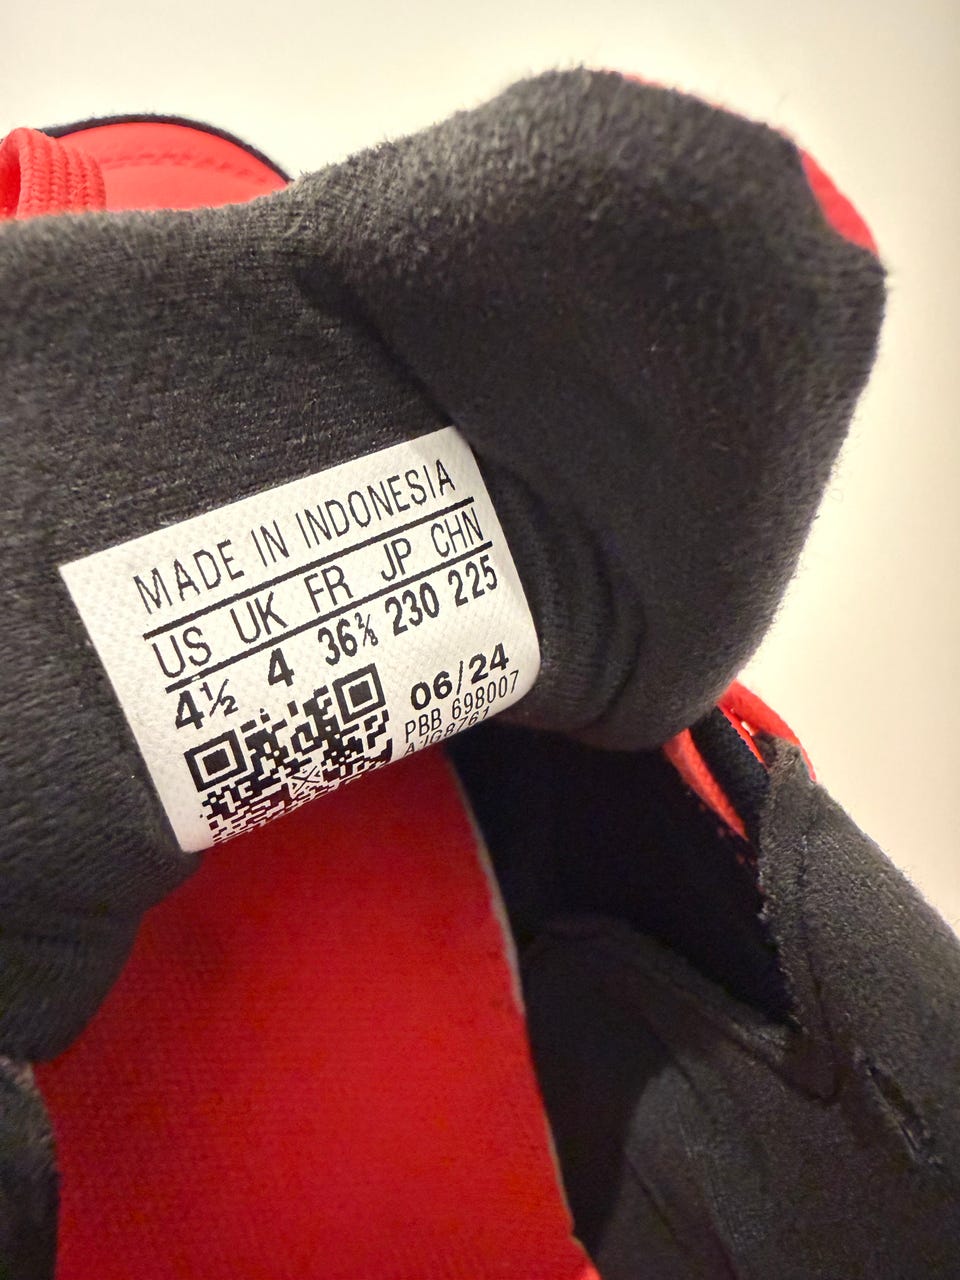 MADE IN INDONESIA
US UK FR JP CHN
4½ 4 36⅔ 230 225
06/24
PBB 698007